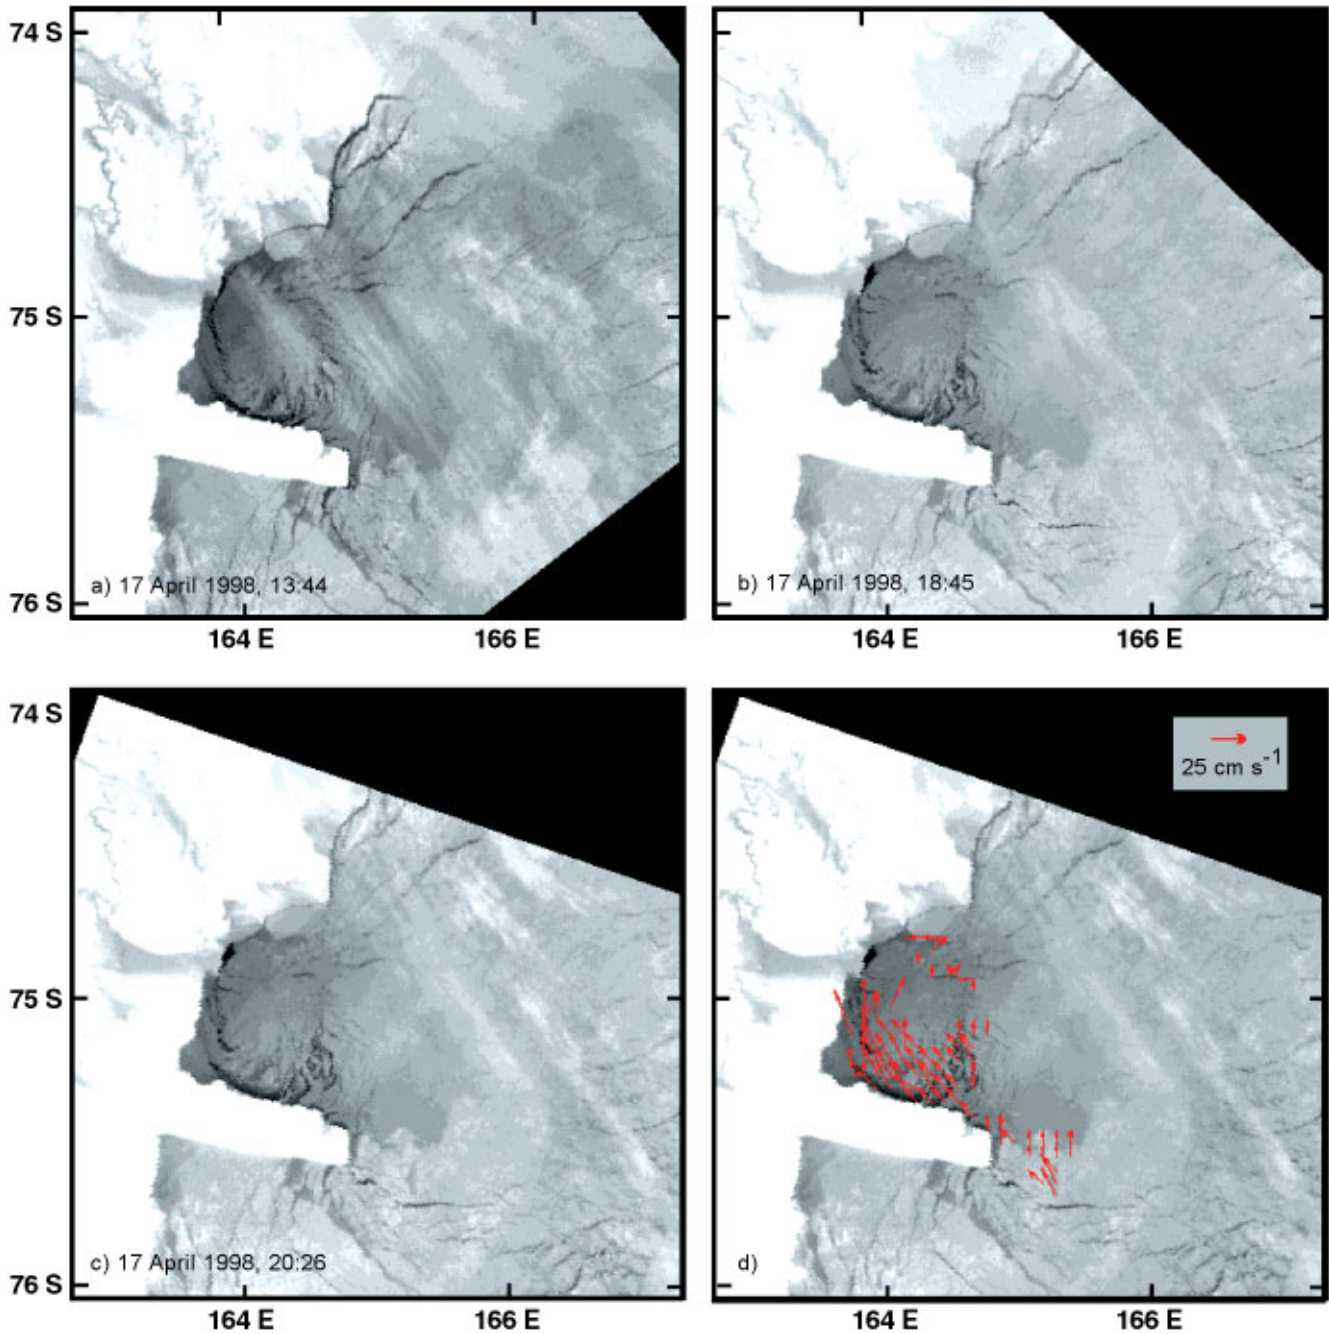 74 S
75 S
76 S
a) 17 April 1998, 13:44
b) 17 April 1998, 18:45
164 E 166 E 164 E 166 E
74 S
25 cm s-1
75 S
76 S
c) 17 April 1998, 20:26
d)
164 E 166 E 164 E 166 E